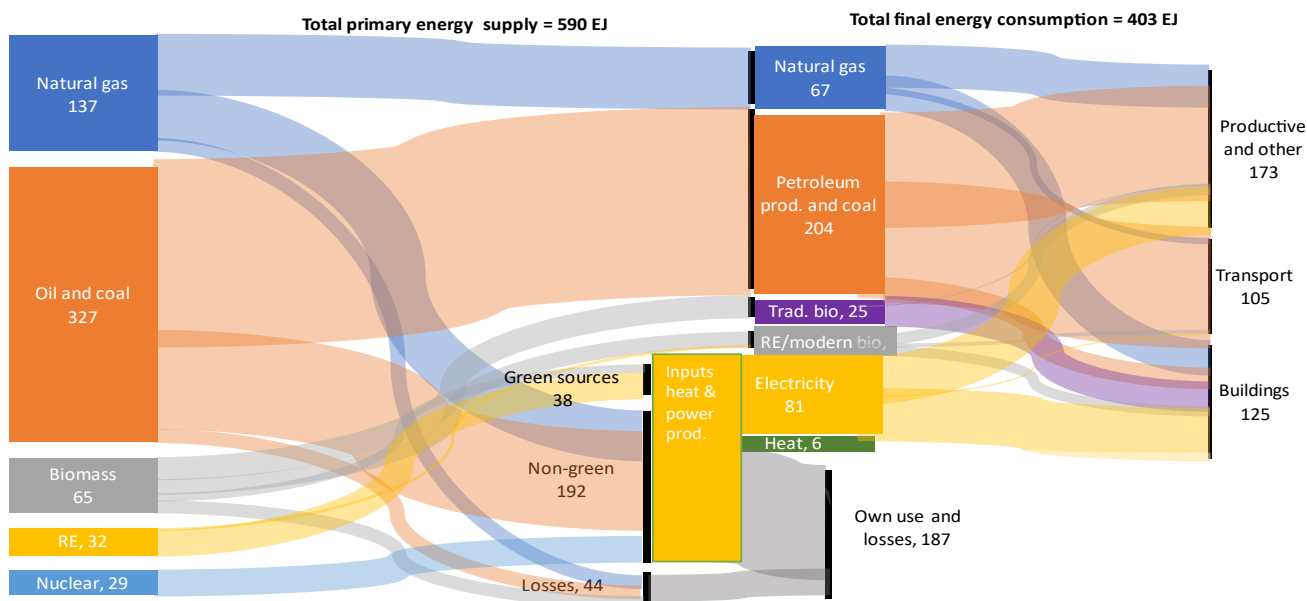 Total primary energy supply = 590 EJ
Total final energy consumption = 403 EJ
Natural gas
137
Oil and coal
327
Biomass
65
RE, 32
Nuclear, 29
Green sources
38
Non-green
192
Losses, 44
Inputs
heat &
power
prod.
Natural gas
67
Petroleum
prod. and coal
204
Trad. bio, 25
RE/modern bio,
Electricity
81
Heat, 6
Own use and
losses, 187
Productive
and other
173
Transport
105
Buildings
125